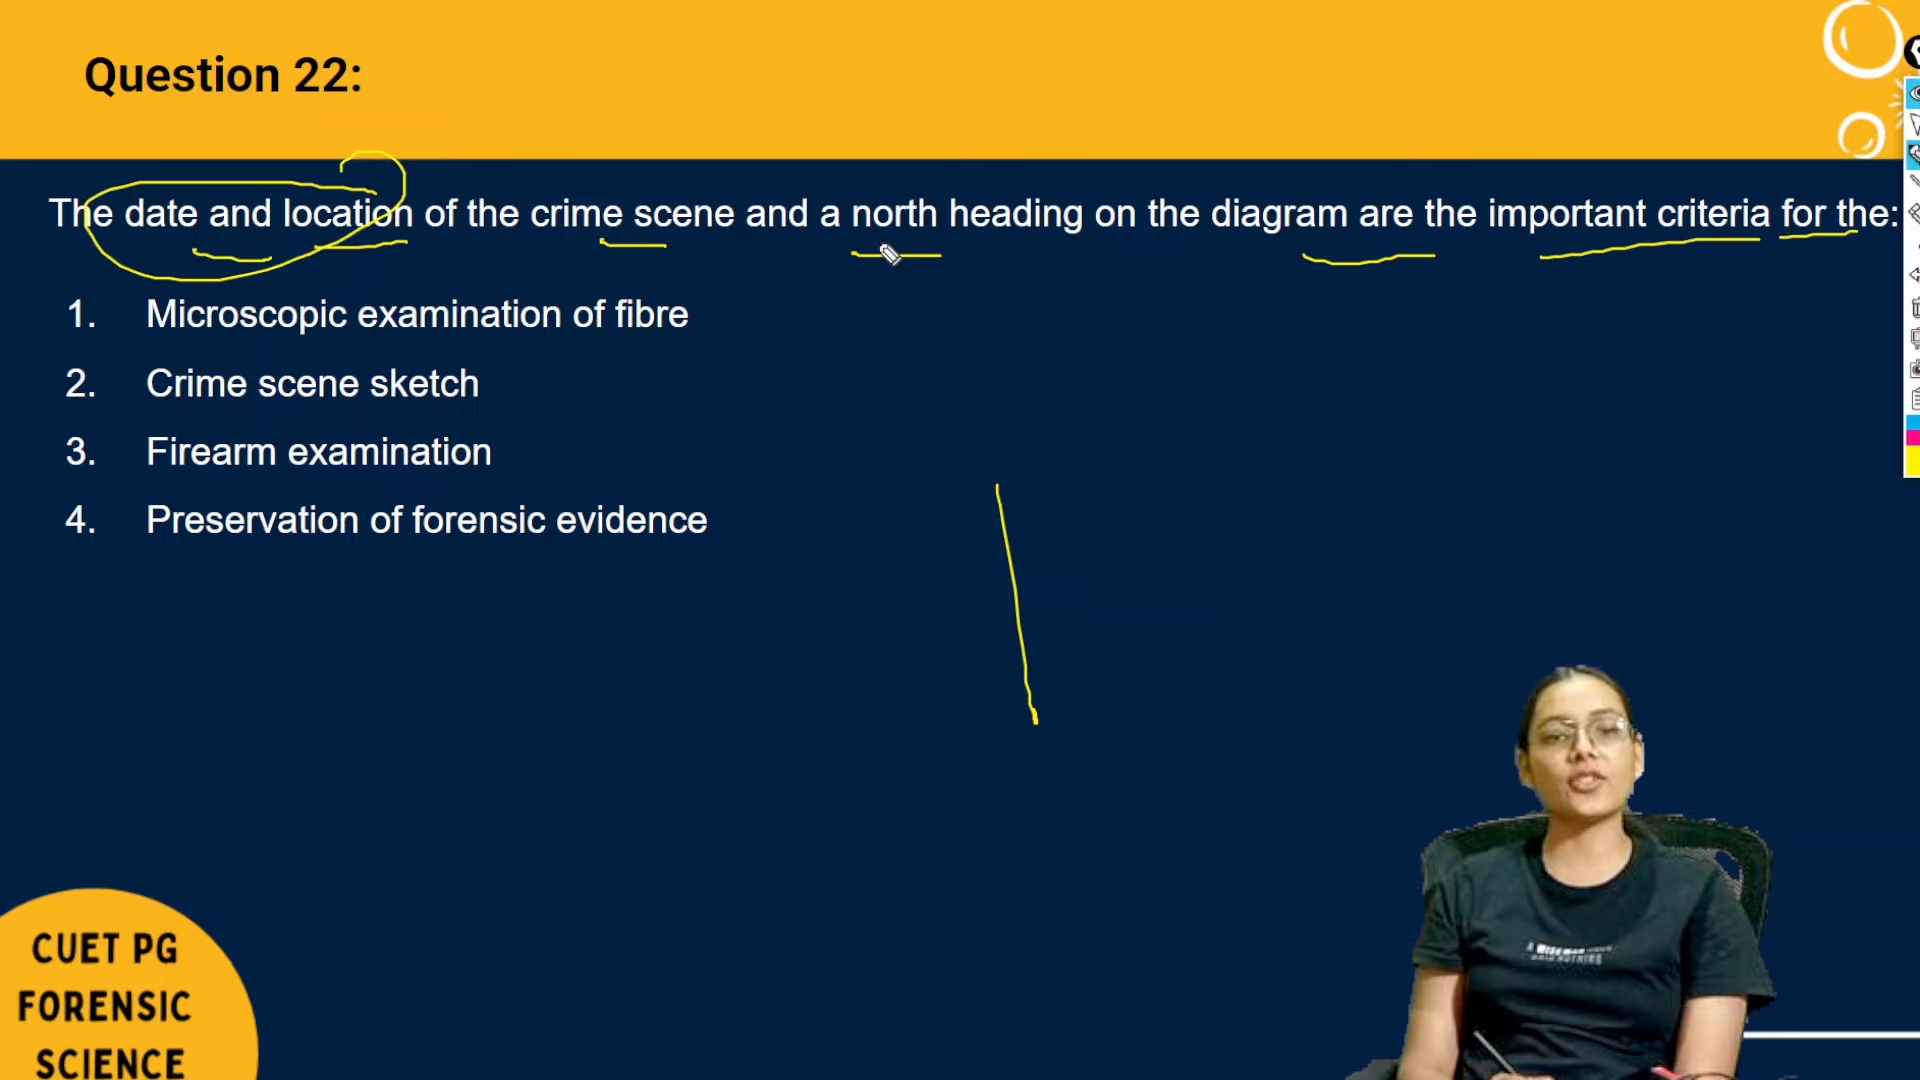 Question 22:
The date and location of the crime scene and a north heading on the diagram are the important criteria for the:
1. Microscopic examination of fibre
2. Crime scene sketch
3. Firearm examination
4. Preservation of forensic evidence
CUET PG
FORENSIC
SCIENCE